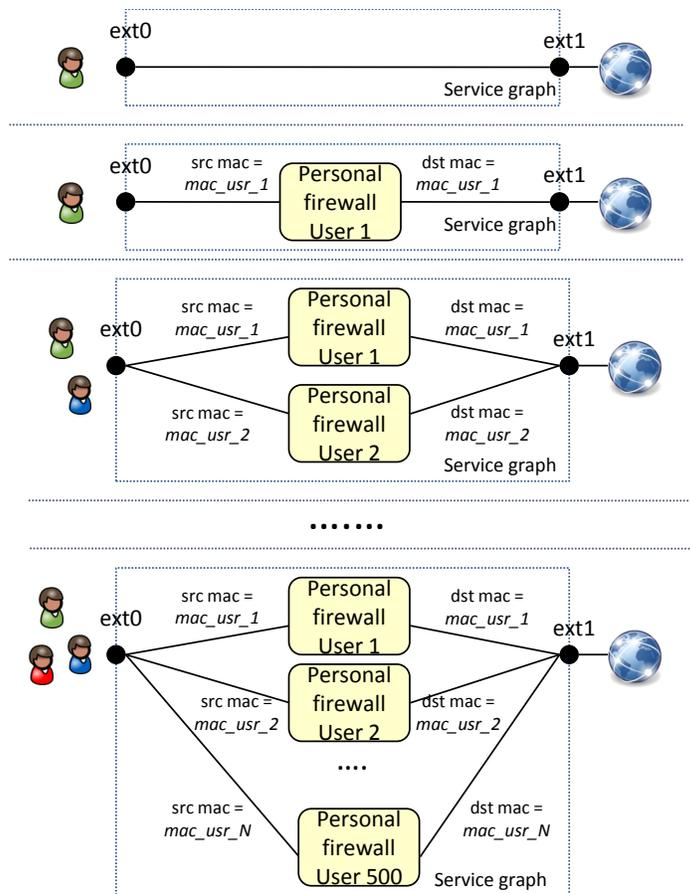 ext0
ext1
Service graph
ext0
src mac =
mac_usr_1
Personal
firewall
User 1
dst mac =
mac_usr_1
ext1
Service graph
ext0
src mac =
mac_usr_1
Personal
firewall
User 1
dst mac =
mac_usr_1
ext1
src mac =
mac_usr_2
Personal
firewall
User 2
dst mac =
mac_usr_2
Service graph
.......
ext0
src mac =
mac_usr_1
Personal
firewall
User 1
dst mac =
mac_usr_1
ext1
src mac =
mac_usr_2
Personal
firewall
User 2
dst mac =
mac_usr_2
....
src mac =
mac_usr_N
Personal
firewall
User 500
dst mac =
mac_usr_N
Service graph